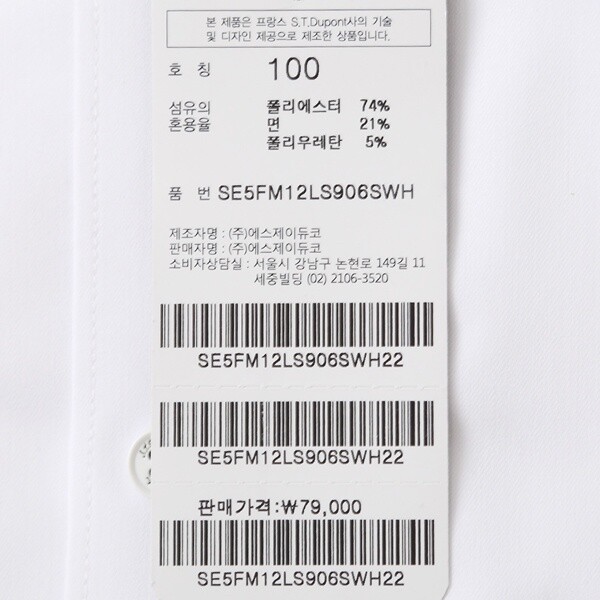 본 제품은 프랑스 S.T.Dupont사의 기술
및 디자인 제공으로 제조한 상품입니다.
호 칭 100
섬유의 폴리에스터 74%
혼용율 면 21%
폴리우레탄 5%
품 번 SE5FM12LS906SWH
제조자명 : (주)에스제이듀코
판매자명 : (주)에스제이듀코
소비자상담실 : 서울시 강남구 논현로 149길 11
세중빌딩 (02) 2106-3520
SE5FM12LS906SWH22
SE5FM12LS906SWH22
판매가격:₩79,000
SE5FM12LS906SWH22